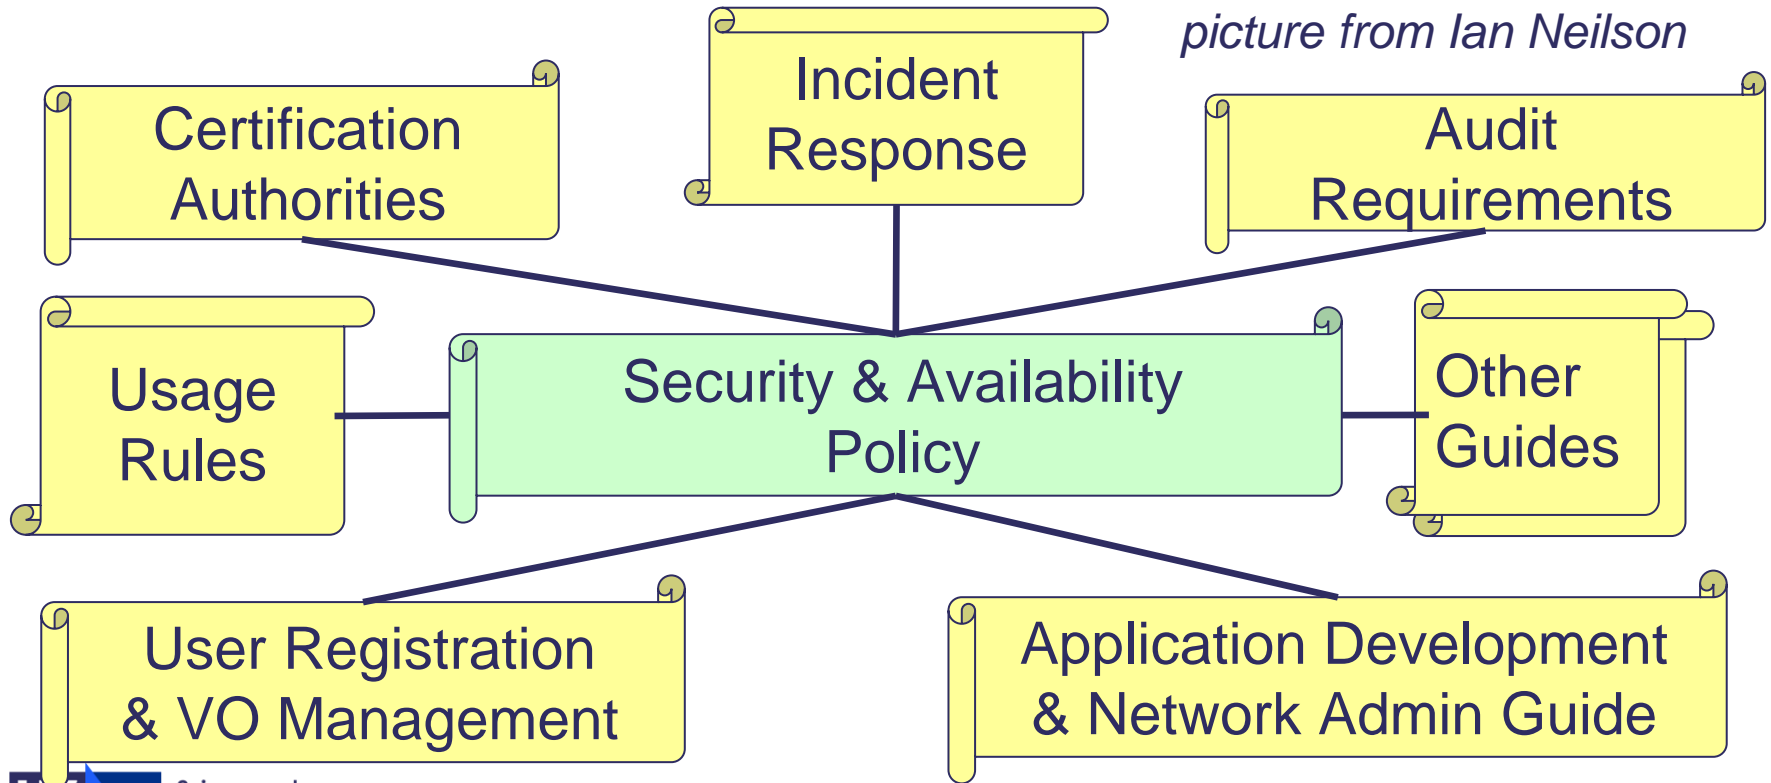 picture from Ian Neilson
Incident
Response
Certification
Authorities
Audit
Requirements
Usage
Rules
Security & Availability
Policy
Other
Guides
User Registration
& VO Management
Application Development
& Network Admin Guide